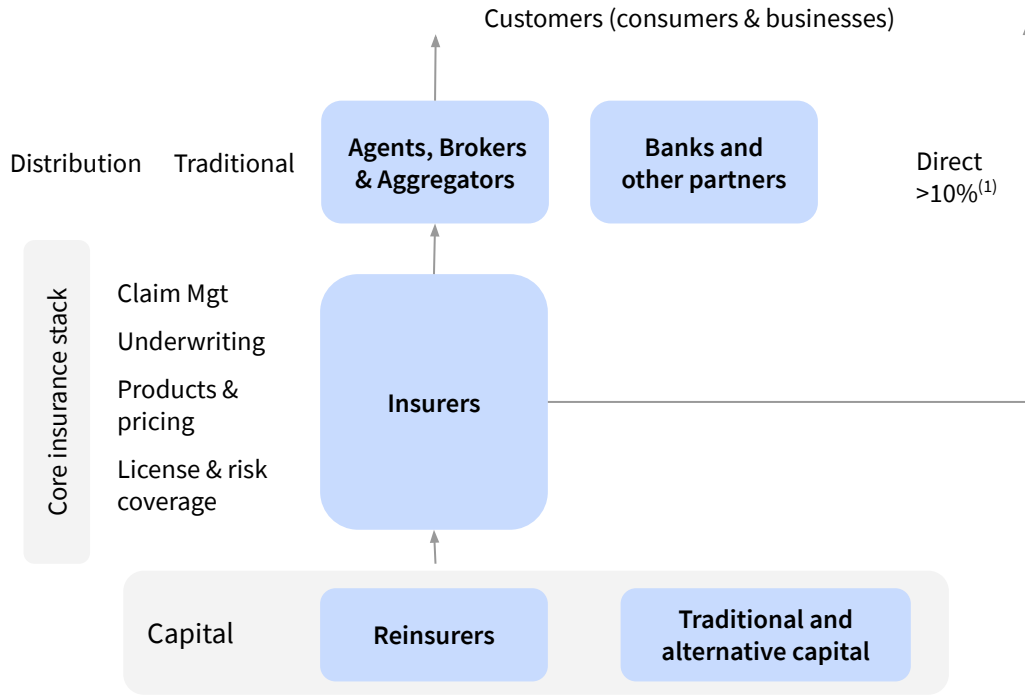 Customers (consumers & businesses)
Distribution
Traditional
Agents, Brokers
& Aggregators
Banks and
other partners
Direct
>10%(1)
Core insurance stack
Claim Mgt
Underwriting
Products &
pricing
License & risk
coverage
Insurers
Capital
Reinsurers
Traditional and
alternative capital